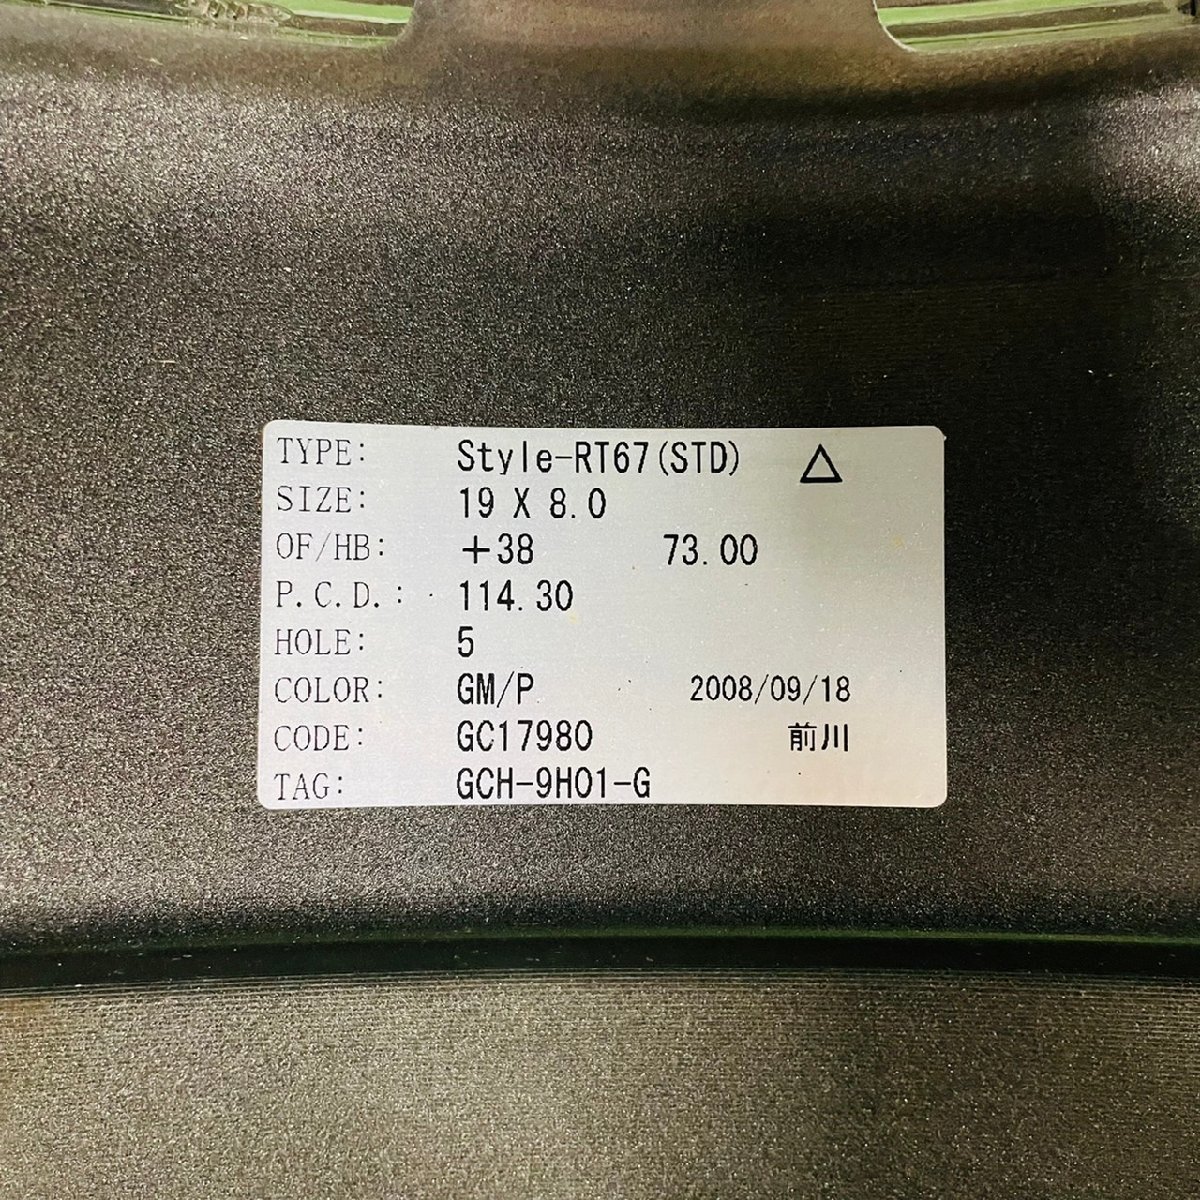 TYPE: Style-RT67(STD) △
SIZE: 19 X 8.0
OF/HB: +38 73.00
P.C.D.: 114.30
HOLE: 5
COLOR: GM/P 2008/09/18
CODE: GC17980 前川
TAG: GCH-9H01-G